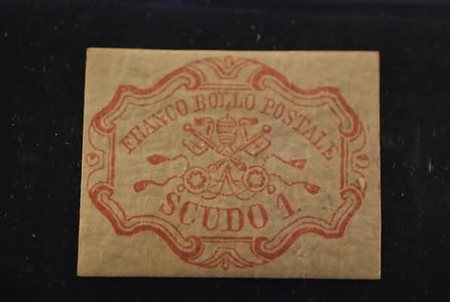 FRANCO BOLLO POSTALE
SCUDO 1.